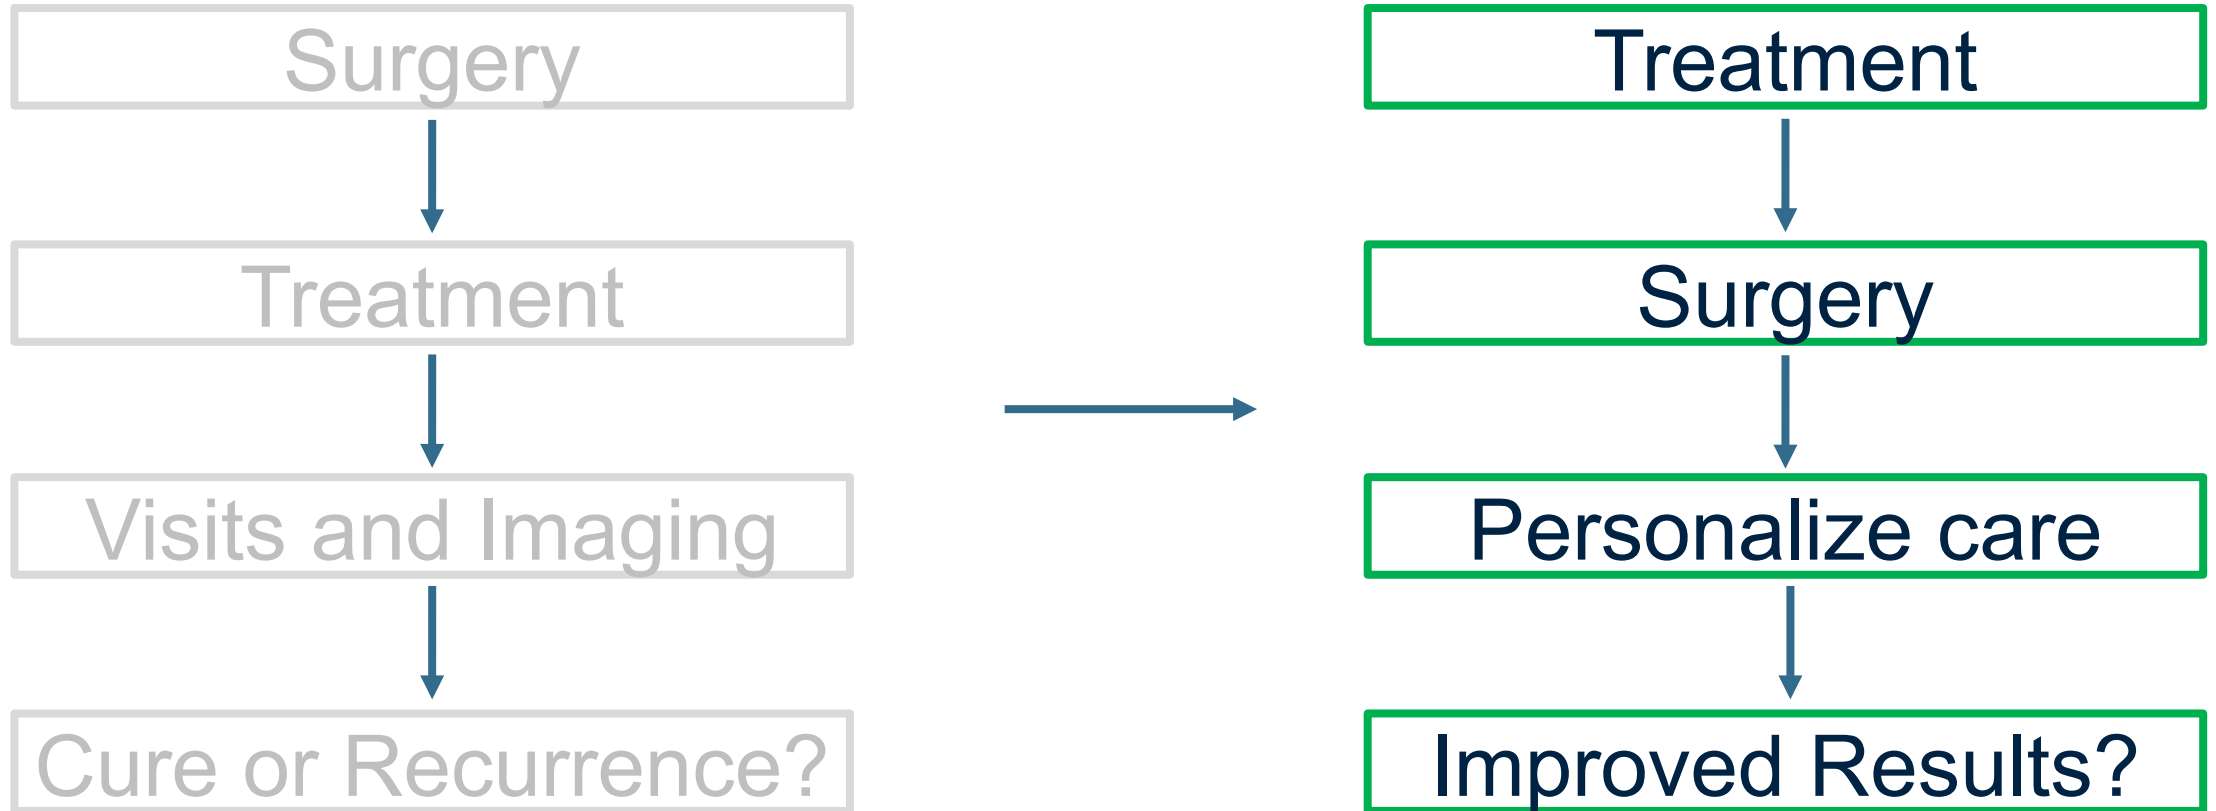 Surgery
Treatment
Visits and Imaging
Cure or Recurrence?
Treatment
Surgery
Personalize care
Improved Results?